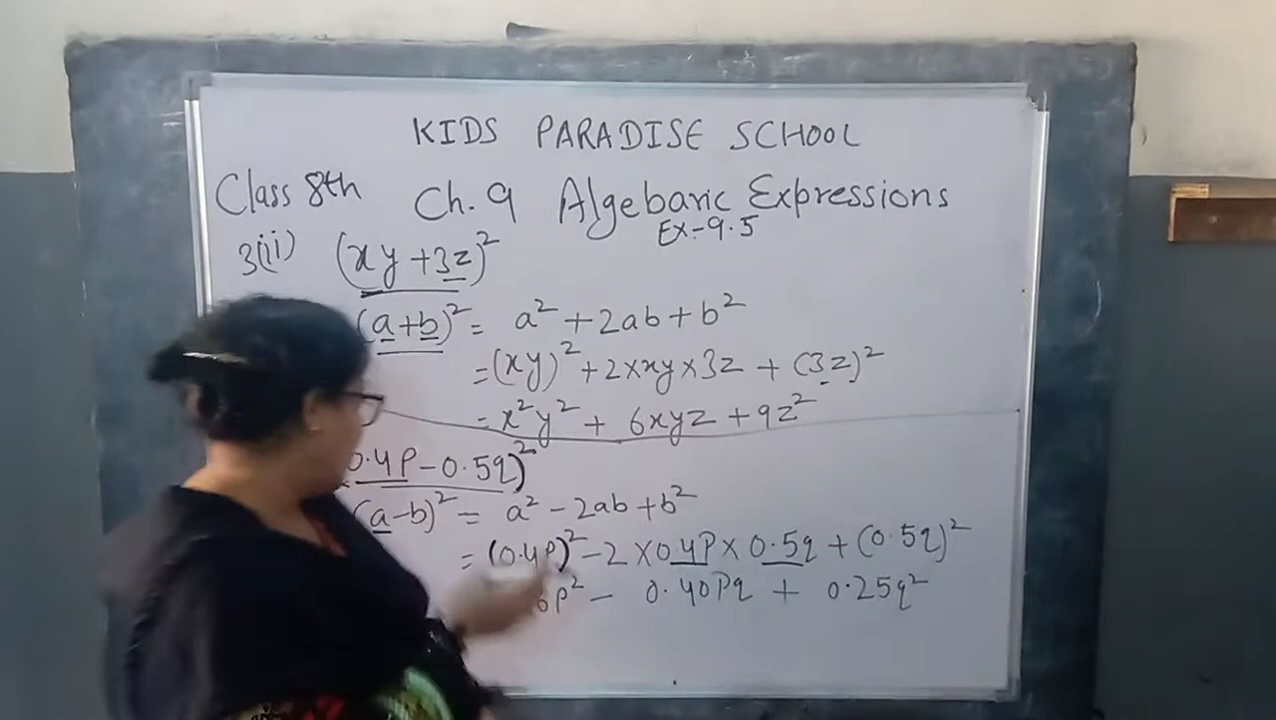 KIDS PARADISE SCHOOL
Class 8th Ch. 9 Algebaric Expressions
Ex-9.5
3(ii) (xy+3z)²
(a+b)² = a²+2ab+b²
=(xy)²+2×xy×3z + (3z)²
= x²y² + 6xyz + 9z²
0.4P-0.5q)²
(a-b)² = a²-2ab+b²
= (0.4P)²-2×0.4P×0.5q+(0.5q)²
6P² - 0.40Pq + 0.25q²